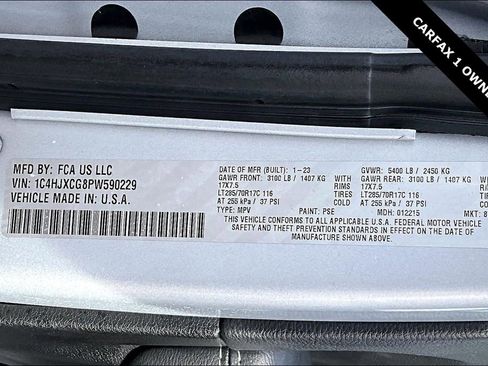 CARFAX 1 OWNE
MFD BY: FCA US LLC
VIN: 1C4HJXCG8PW590229
VEHICLE MADE IN: U.S.A.
DATE OF MFR (BUILT): 1-23
GAWR FRONT: 3100 LB / 1407 KG
17X7.5
LT285/70R17C 116
AT 255 kPa / 37 PSI
TYPE: MPV
GVWR: 5400 LB / 2450 KG
GAWR REAR: 3100 LB / 1407 KG
TIRES 17X7.5
RIMS LT285/70R17C 116
COLD AT 255 kPa / 37 PSI
PAINT: PSE MDH: 012215 MKT: 8
THIS VEHICLE CONFORMS TO ALL APPLICABLE U.S.A. FEDERAL MOTOR VEHICLE
SAFETY AND THEFT PREVENTION STANDARDS IN EFFECT ON THE DATE OF
MANUFACTURE SHOWN ABOVE.